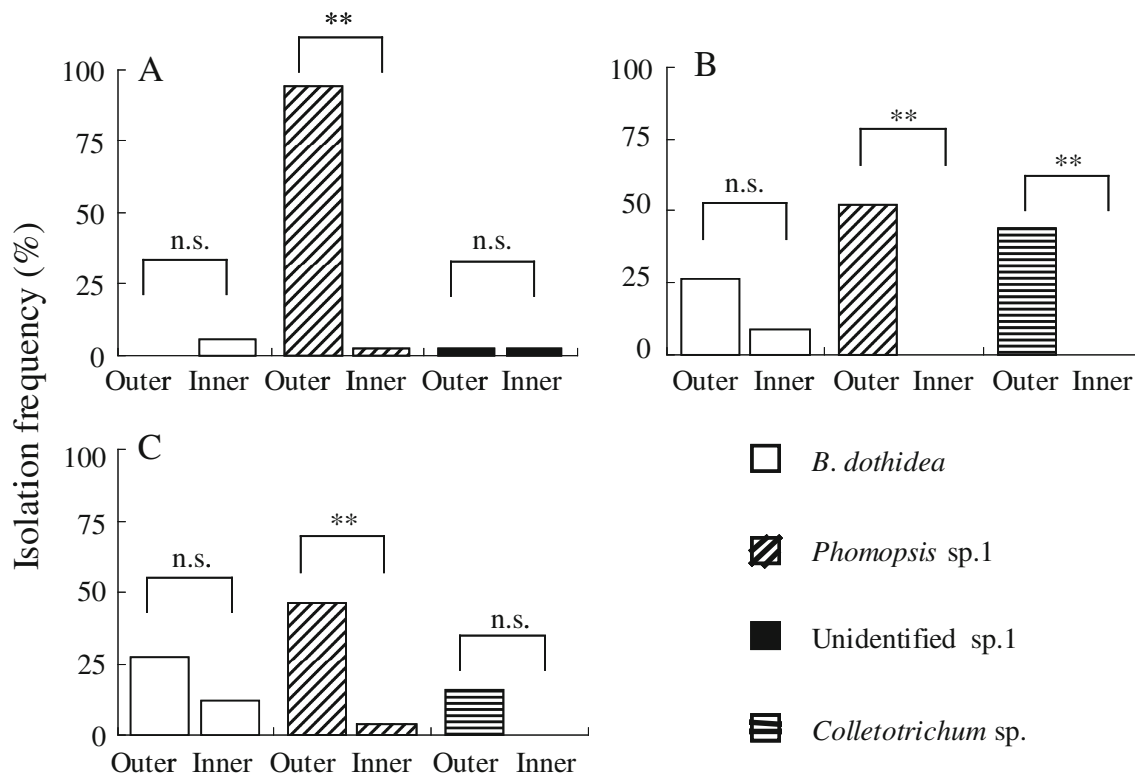 Isolation frequency (%)
A
**
100
75
50
25
0
n.s.
n.s.
Outer Inner Outer Inner Outer Inner
B
100
75
50
25
0
n.s.
**
**
Outer Inner Outer Inner Outer Inner
C
100
75
50
25
0
n.s.
**
n.s.
Outer Inner Outer Inner Outer Inner
B. dothidea
Phomopsis sp.1
Unidentified sp.1
Colletotrichum sp.